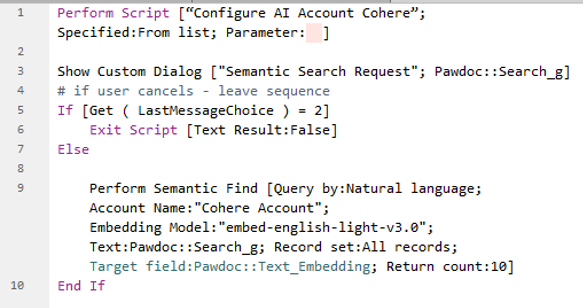 1 Perform Script [“Configure AI Account Cohere”;
Specified:From list; Parameter: ]
2
3 Show Custom Dialog ["Semantic Search Request"; Pawdoc::Search_g]
4 # if user cancels - leave sequence
5 If [Get ( LastMessageChoice ) = 2]
6 Exit Script [Text Result:False]
7 Else
8
9 Perform Semantic Find [Query by:Natural language;
Account Name:"Cohere Account";
Embedding Model:"embed-english-light-v3.0";
Text:Pawdoc::Search_g; Record set:All records;
Target field:Pawdoc::Text_Embedding; Return count:10]
10 End If